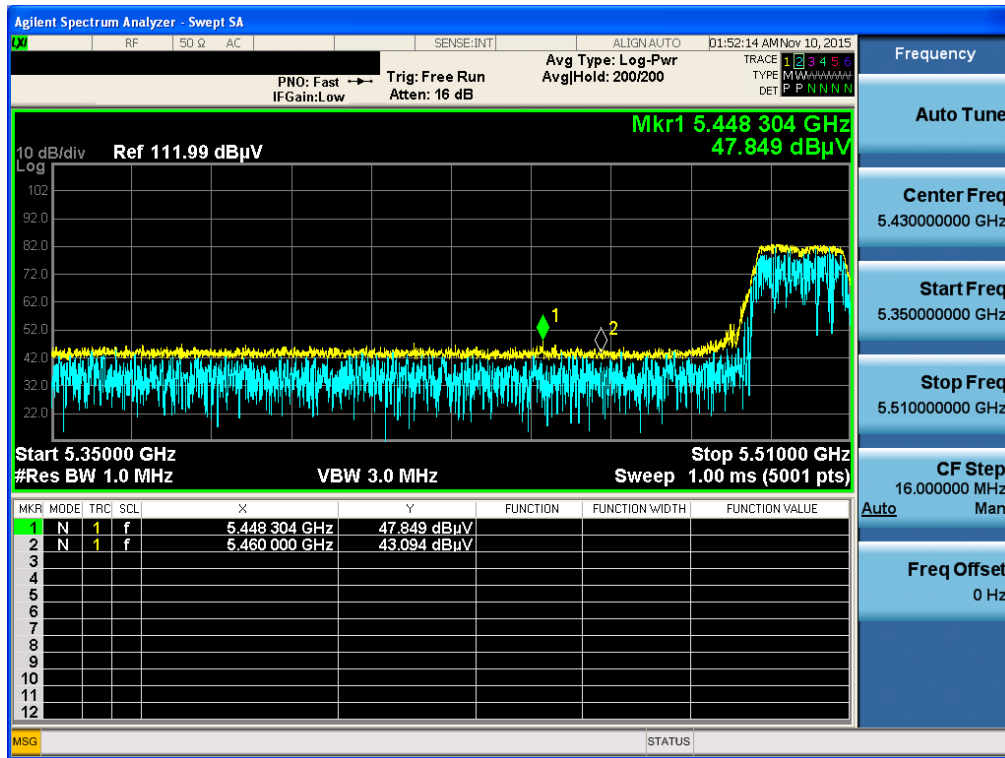 Agilent Spectrum Analyzer - Swept SA
LXI RF 50 Ω AC SENSE:INT ALIGN AUTO 01:52:14 AM Nov 10, 2015
PNO: Fast
IFGain:Low
Trig: Free Run
Atten: 16 dB
Avg Type: Log-Pwr
Avg|Hold: 200/200
TRACE 1 2 3 4 5 6
TYPE M W
DET P P N N N N
Mkr1 5.448 304 GHz
47.849 dBµV
10 dB/div Ref 111.99 dBµV
Log
102
92.0
82.0
72.0
62.0
52.0
42.0
32.0
22.0
1
2
Start 5.35000 GHz Stop 5.51000 GHz
#Res BW 1.0 MHz VBW 3.0 MHz Sweep 1.00 ms (5001 pts)
MKR MODE TRC SCL X Y FUNCTION FUNCTION WIDTH FUNCTION VALUE
1 N 1 f 5.448 304 GHz 47.849 dBµV
2 N 1 f 5.460 000 GHz 43.094 dBµV
3
4
5
6
7
8
9
10
11
12
MSG STATUS
Frequency
Auto Tune
Center Freq
5.430000000 GHz
Start Freq
5.350000000 GHz
Stop Freq
5.510000000 GHz
CF Step
16.000000 MHz
Auto Man
Freq Offset
0 Hz